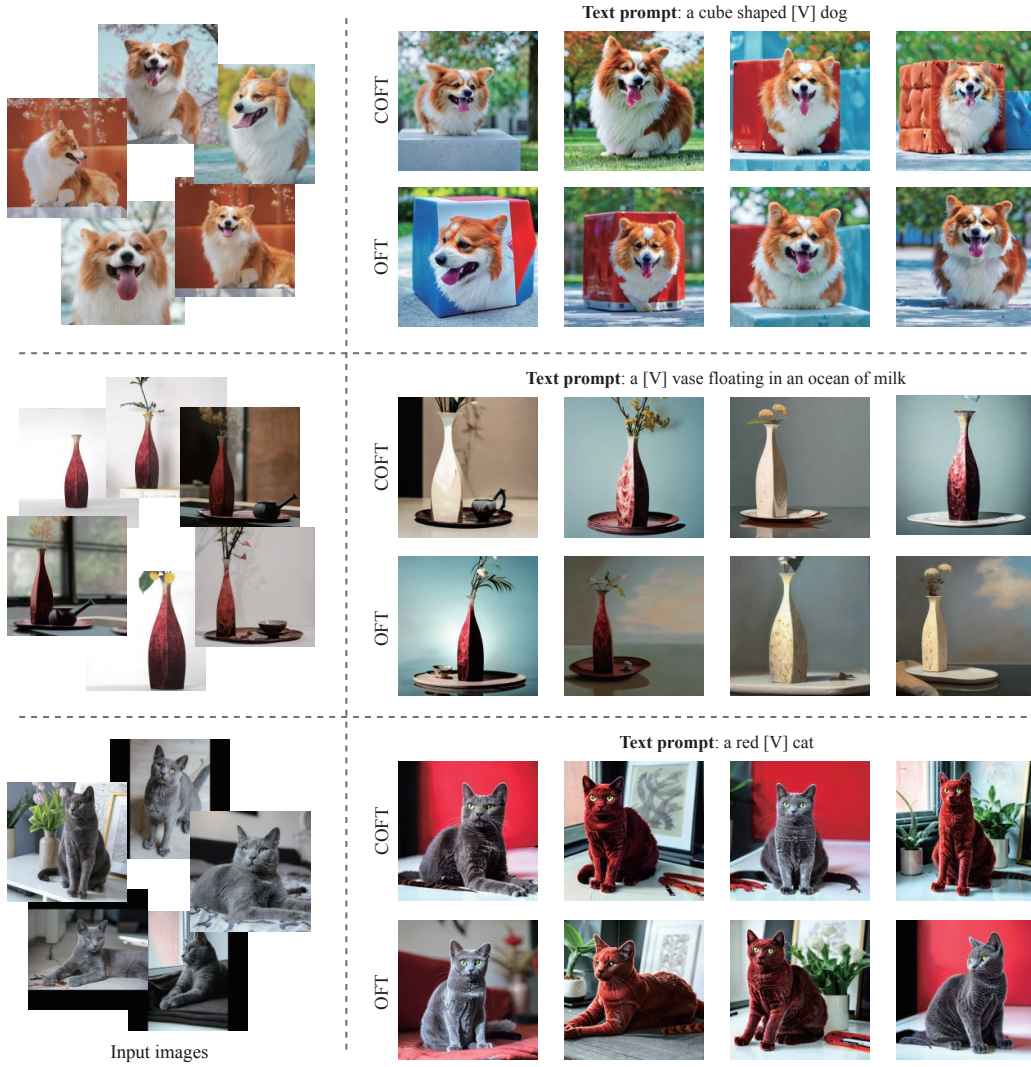 Text prompt: a cube shaped [V] dog
COFT
OFT
Text prompt: a [V] vase floating in an ocean of milk
COFT
OFT
Text prompt: a red [V] cat
COFT
OFT
Input images